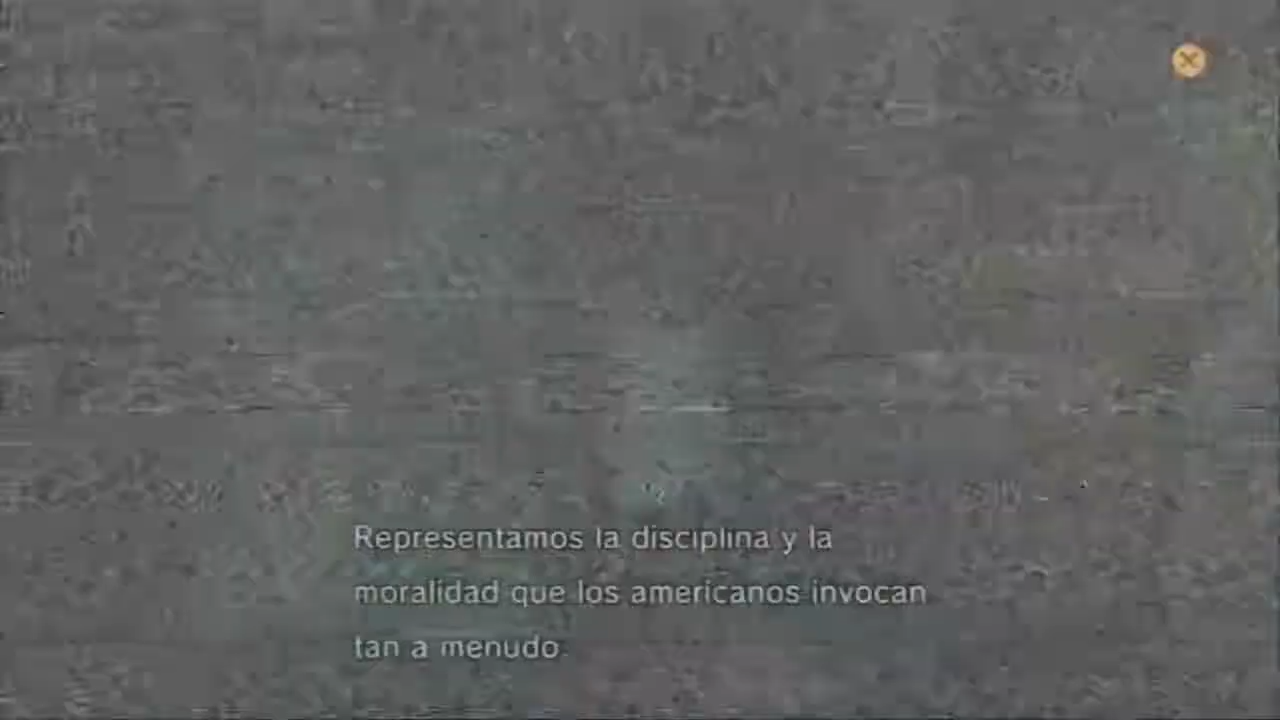 Representamos la disciplina y la
moralidad que los americanos invocan
tan a menudo.